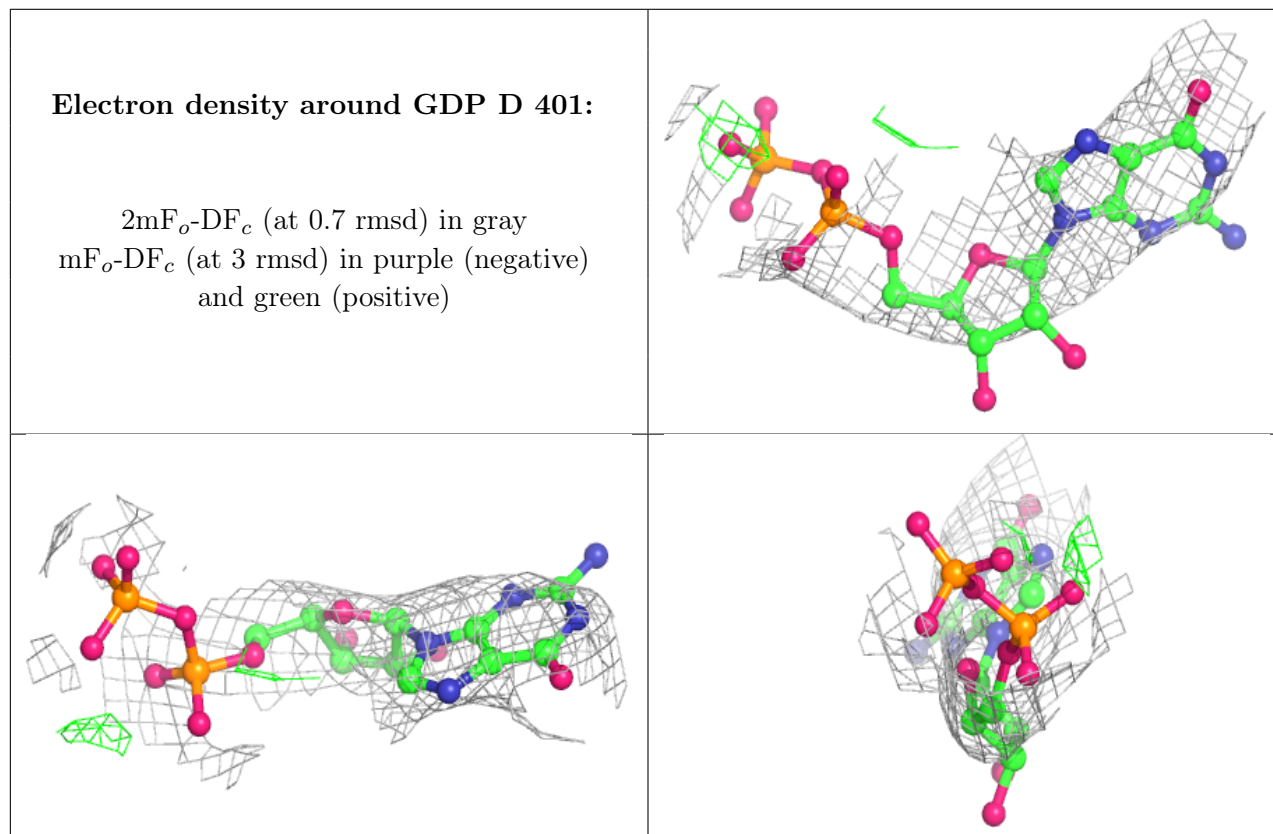 Electron density around GDP D 401:
2mFo-DFc (at 0.7 rmsd) in gray
mFo-DFc (at 3 rmsd) in purple (negative)
and green (positive)